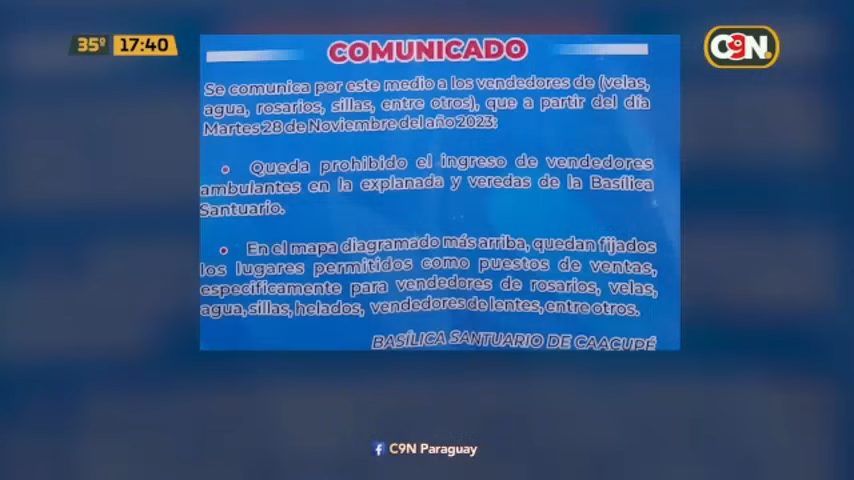 35º 17:40
C9N.
COMUNICADO
Se comunica por este medio a los vendedores de (velas,
agua, rosarios, sillas, entre otros), que a partir del día
Martes 28 de Noviembre del año 2023:
• Queda prohibido el ingreso de vendedores
ambulantes en la explanada y veredas de la Basílica
Santuario.
• En el mapa diagramado más arriba, quedan fijados
los lugares permitidos como puestos de ventas,
especificamente para vendedores de rosarios, velas,
agua, sillas, helados, vendedores de lentes, entre otros.
BASÍLICA SANTUARIO DE CAACUPÉ
C9N Paraguay